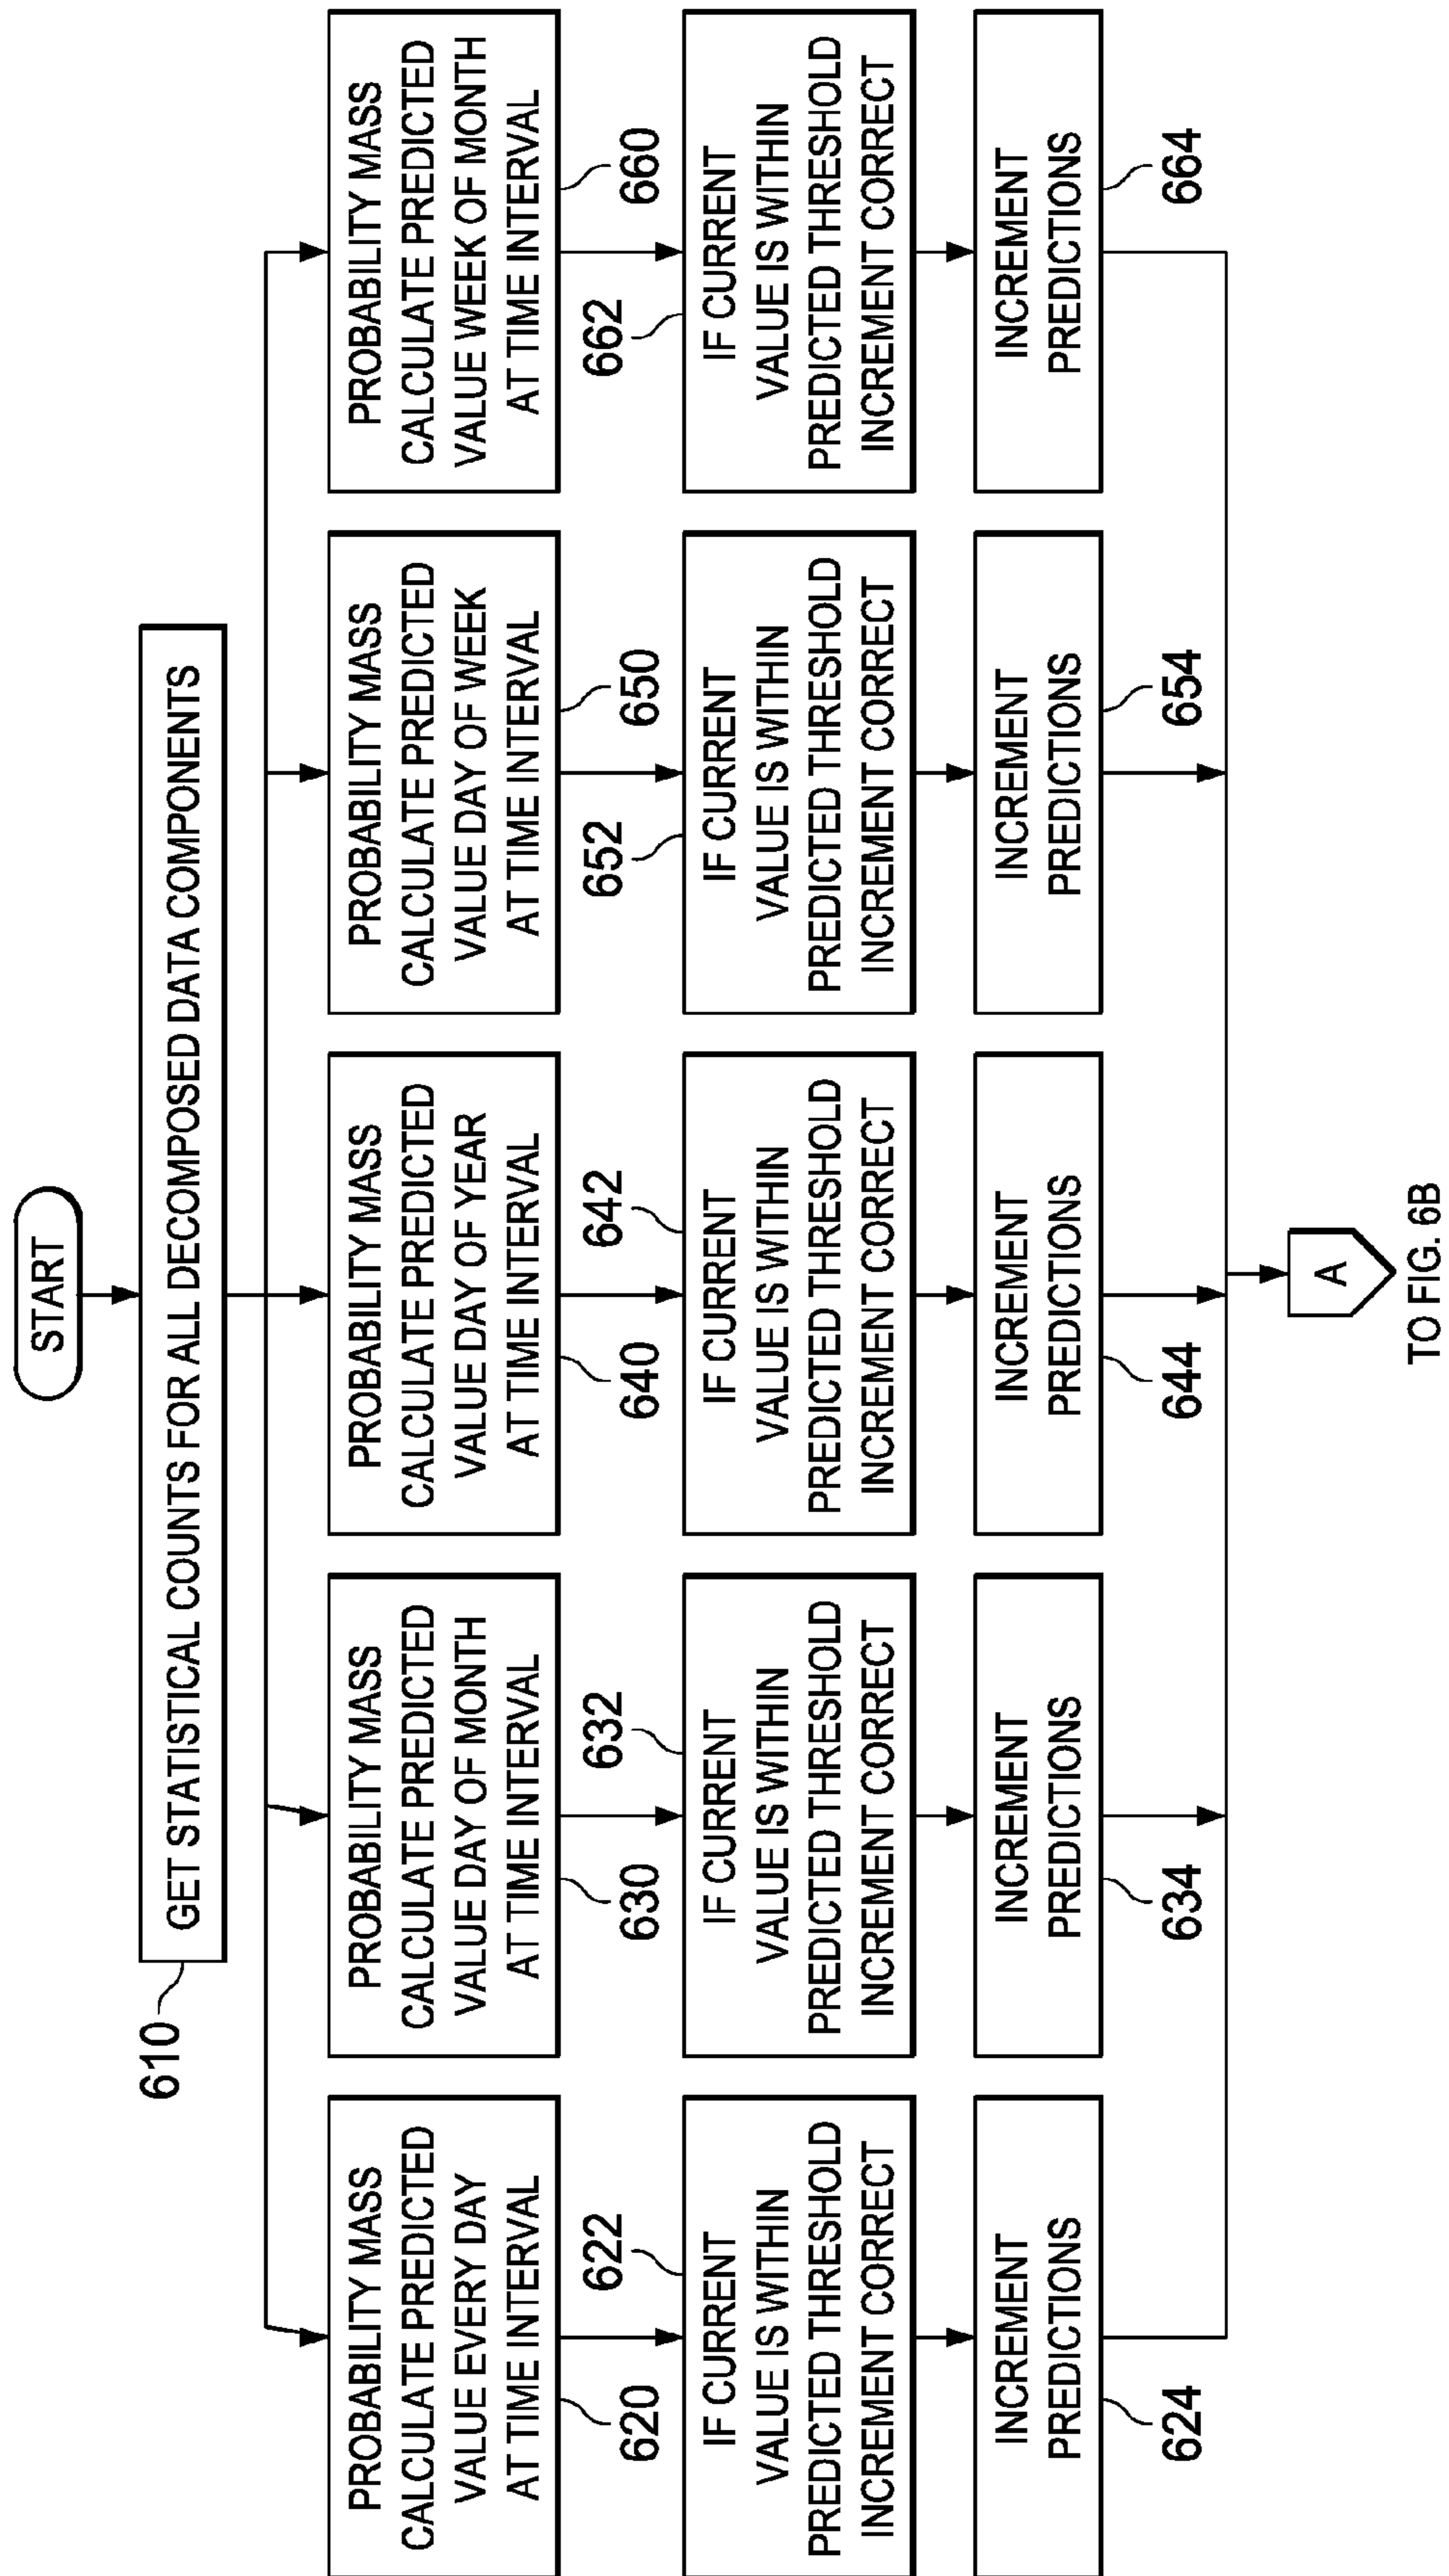 START
610
GET STATISTICAL COUNTS FOR ALL DECOMPOSED DATA COMPONENTS
PROBABILITY MASS
CALCULATE PREDICTED
VALUE EVERY DAY
AT TIME INTERVAL
620
622
IF CURRENT
VALUE IS WITHIN
PREDICTED THRESHOLD
INCREMENT CORRECT
INCREMENT
PREDICTIONS
624
PROBABILITY MASS
CALCULATE PREDICTED
VALUE DAY OF MONTH
AT TIME INTERVAL
630
632
IF CURRENT
VALUE IS WITHIN
PREDICTED THRESHOLD
INCREMENT CORRECT
INCREMENT
PREDICTIONS
634
PROBABILITY MASS
CALCULATE PREDICTED
VALUE DAY OF YEAR
AT TIME INTERVAL
640
642
IF CURRENT
VALUE IS WITHIN
PREDICTED THRESHOLD
INCREMENT CORRECT
INCREMENT
PREDICTIONS
644
PROBABILITY MASS
CALCULATE PREDICTED
VALUE DAY OF WEEK
AT TIME INTERVAL
650
652
IF CURRENT
VALUE IS WITHIN
PREDICTED THRESHOLD
INCREMENT CORRECT
INCREMENT
PREDICTIONS
654
PROBABILITY MASS
CALCULATE PREDICTED
VALUE WEEK OF MONTH
AT TIME INTERVAL
660
662
IF CURRENT
VALUE IS WITHIN
PREDICTED THRESHOLD
INCREMENT CORRECT
INCREMENT
PREDICTIONS
664
A
TO FIG. 6B